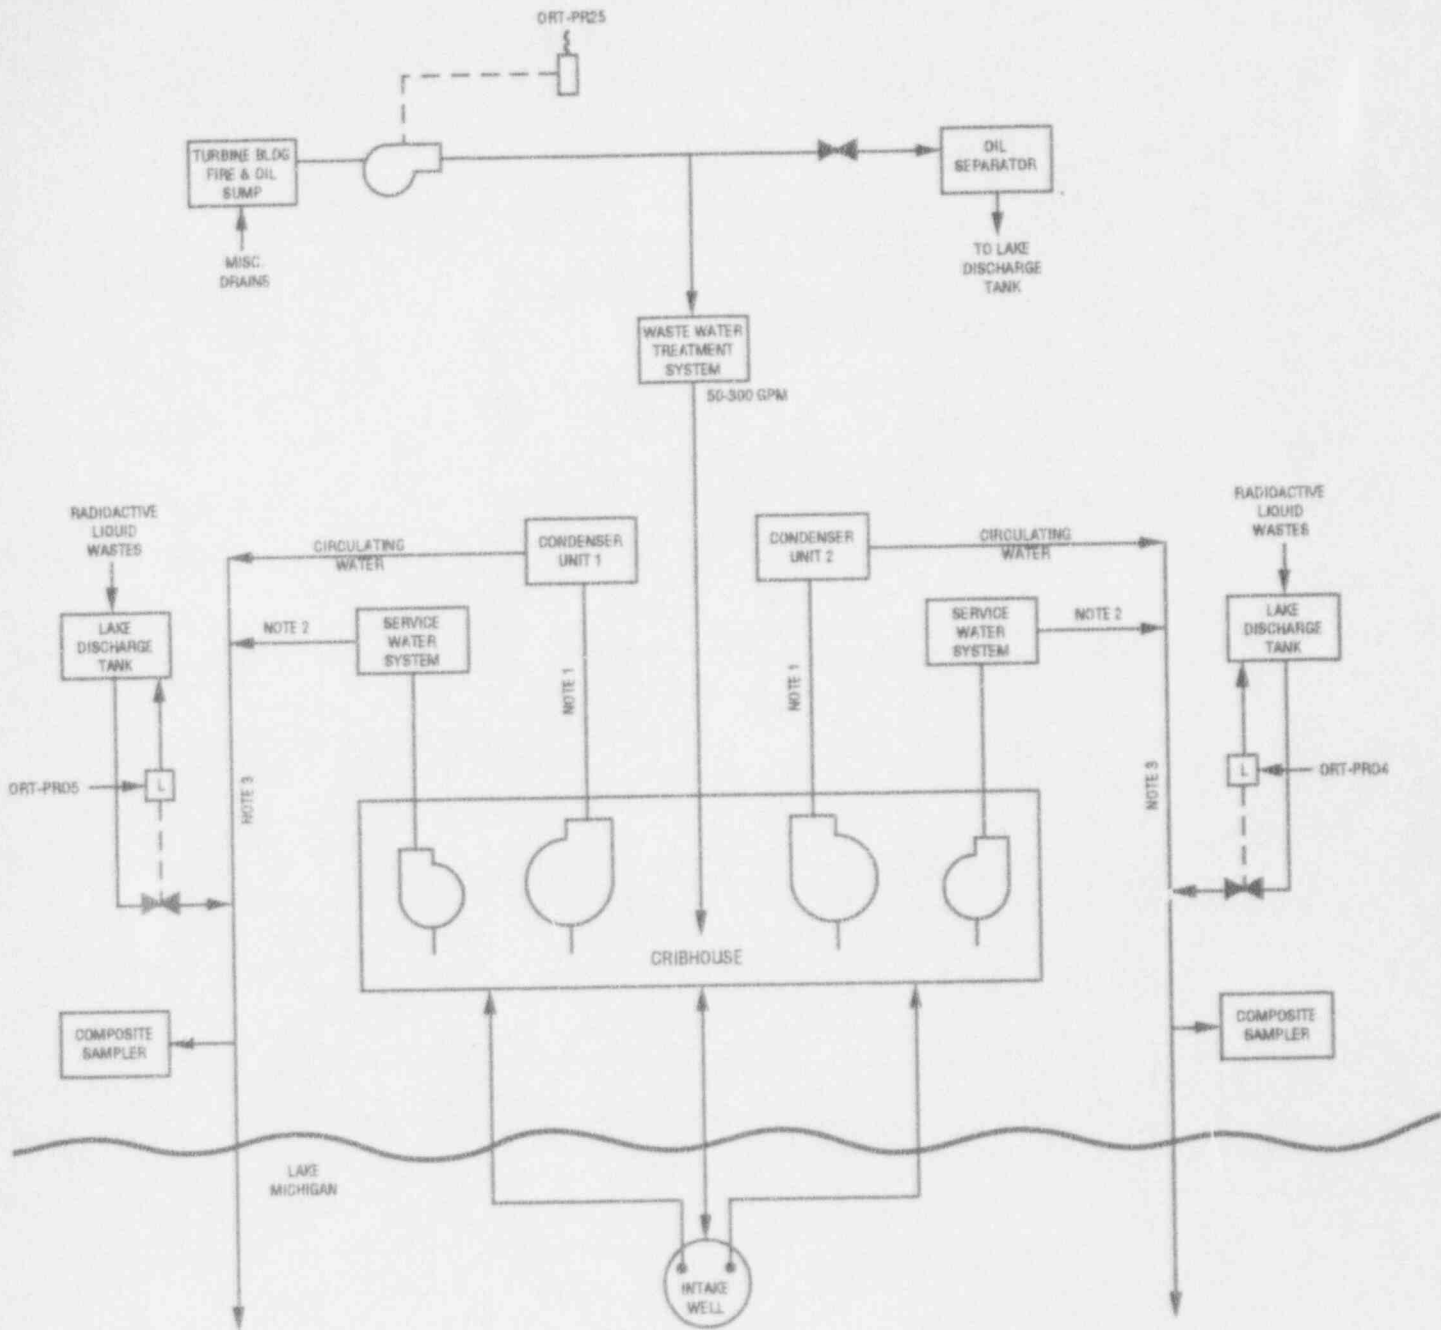 ORT-PR25
TURBINE BLDG
FIRE & OIL
SUMP
OIL
SEPARATOR
MISC.
DRAINS
TO LAKE
DISCHARGE
TANK
WASTE WATER
TREATMENT
SYSTEM
50-300 GPM
RADIOACTIVE
LIQUID
WASTES
CIRCULATING
WATER
CONDENSER
UNIT 1
CONDENSER
UNIT 2
CIRCULATING
WATER
RADIOACTIVE
LIQUID
WASTES
LAKE
DISCHARGE
TANK
NOTE 2
SERVICE
WATER
SYSTEM
NOTE 1
NOTE 1
SERVICE
WATER
SYSTEM
NOTE 2
LAKE
DISCHARGE
TANK
ORT-PR05
L
NOTE 3
NOTE 3
L
ORT-PR04
CRIBHOUSE
COMPOSITE
SAMPLER
COMPOSITE
SAMPLER
LAKE
MICHIGAN
INTAKE
WELL